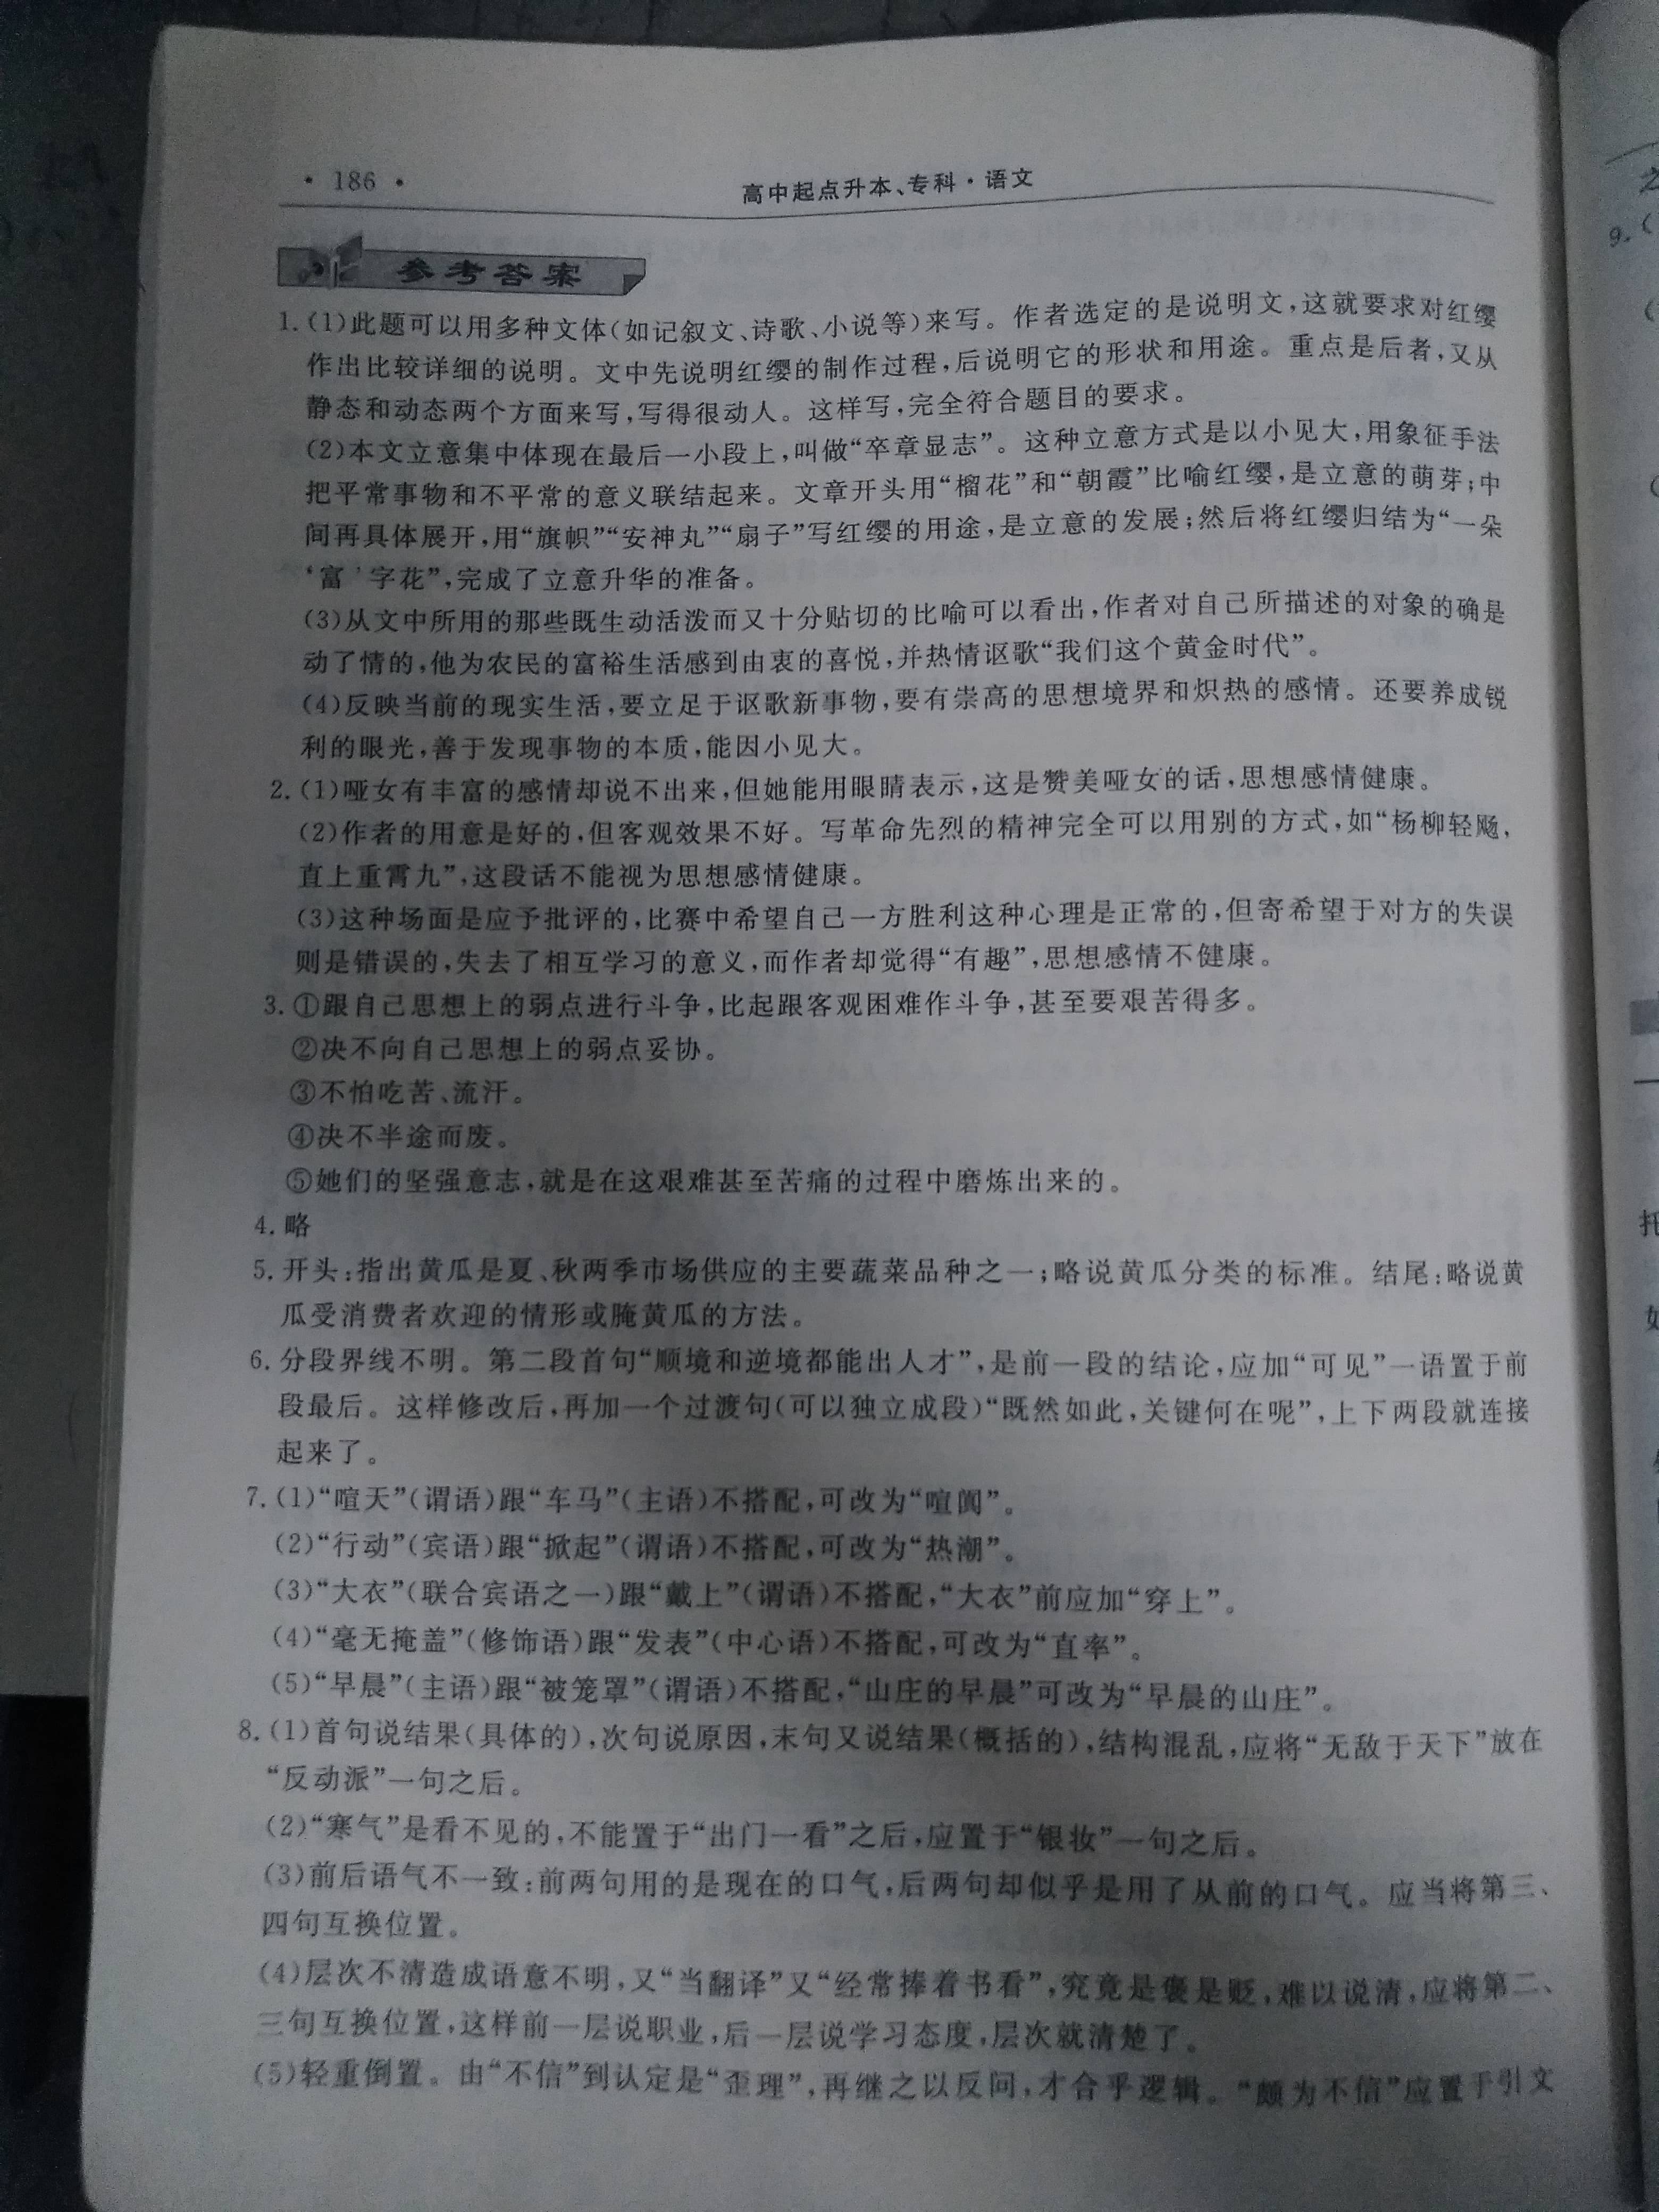 · 186 ·
高中起点升本、专科·语文
参考答案
1.(1)此题可以用多种文体(如记叙文、诗歌、小说等)来写。作者选定的是说明文,这就要求对红缨
作出比较详细的说明。文中先说明红缨的制作过程,后说明它的形状和用途。重点是后者,又从
静态和动态两个方面来写,写得很动人。这样写,完全符合题目的要求。
(2)本文立意集中体现在最后一小段上,叫做“卒章显志”。这种立意方式是以小见大,用象征手法
把平常事物和不平常的意义联结起来。文章开头用“榴花”和“朝霞”比喻红缨,是立意的萌芽;中
间再具体展开,用“旗帜”“安神丸”“扇子”写红缨的用途,是立意的发展;然后将红缨归结为“一朵
‘富’字花”,完成了立意升华的准备。
(3)从文中所用的那些既生动活泼而又十分贴切的比喻可以看出,作者对自己所描述的对象的确是
动了情的,他为农民的富裕生活感到由衷的喜悦,并热情讴歌“我们这个黄金时代”。
(4)反映当前的现实生活,要立足于讴歌新事物,要有崇高的思想境界和炽热的感情。还要养成锐
利的眼光,善于发现事物的本质,能因小见大。
2.(1)哑女有丰富的感情却说不出来,但她能用眼睛表示,这是赞美哑女的话,思想感情健康。
(2)作者的用意是好的,但客观效果不好。写革命先烈的精神完全可以用别的方式,如“杨柳轻飏,
直上重霄九”,这段话不能视为思想感情健康。
(3)这种场面是应予批评的,比赛中希望自己一方胜利这种心理是正常的,但寄希望于对方的失误
则是错误的,失去了相互学习的意义,而作者却觉得“有趣”,思想感情不健康。
3.①跟自己思想上的弱点进行斗争,比起跟客观困难作斗争,甚至要艰苦得多。
②决不向自己思想上的弱点妥协。
③不怕吃苦、流汗。
④决不半途而废。
⑤她们的坚强意志,就是在这艰难甚至苦痛的过程中磨炼出来的。
4.略
5.开头:指出黄瓜是夏、秋两季市场供应的主要蔬菜品种之一;略说黄瓜分类的标准。结尾:略说黄
瓜受消费者欢迎的情形或腌黄瓜的方法。
6.分段界线不明。第二段首句“顺境和逆境都能出人才”,是前一段的结论,应加“可见”一语置于前
段最后。这样修改后,再加一个过渡句(可以独立成段)“既然如此,关键何在呢”,上下两段就连接
起来了。
7.(1)“喧天”(谓语)跟“车马”(主语)不搭配,可改为“喧阗”。
(2)“行动”(宾语)跟“掀起”(谓语)不搭配,可改为“热潮”。
(3)“大衣”(联合宾语之一)跟“戴上”(谓语)不搭配,“大衣”前应加“穿上”。
(4)“毫无掩盖”(修饰语)跟“发表”(中心语)不搭配,可改为“直率”。
(5)“早晨”(主语)跟“被笼罩”(谓语)不搭配,“山庄的早晨”可改为“早晨的山庄”。
8.(1)首句说结果(具体的),次句说原因,末句又说结果(概括的),结构混乱,应将“无敌于天下”放在
“反动派”一句之后。
(2)“寒气”是看不见的,不能置于“出门一看”之后,应置于“银妆”一句之后。
(3)前后语气不一致:前两句用的是现在的口气,后两句却似乎是用了从前的口气。应当将第三、
四句互换位置。
(4)层次不清造成语意不明,又“当翻译”又“经常捧着书看”,究竟是褒是贬,难以说清,应将第二、
三句互换位置,这样前一层说职业,后一层说学习态度,层次就清楚了。
(5)轻重倒置。由“不信”到认定是“歪理”,再继之以反问,才合乎逻辑。“颇为不信”应置于引文
9.(